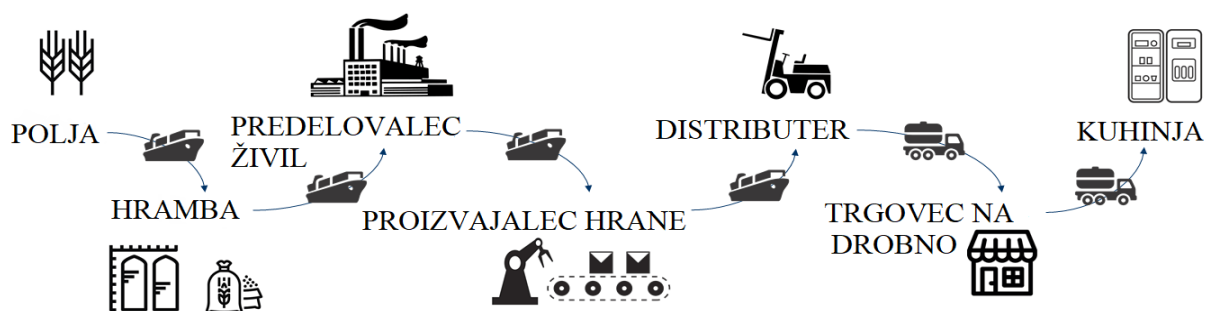 POLJA
HRAMBA
PREDELOVALEC
ŽIVIL
PROIZVAJALEC HRANE
DISTRIBUTER
TRGOVEC NA
DROBNO
KUHINJA